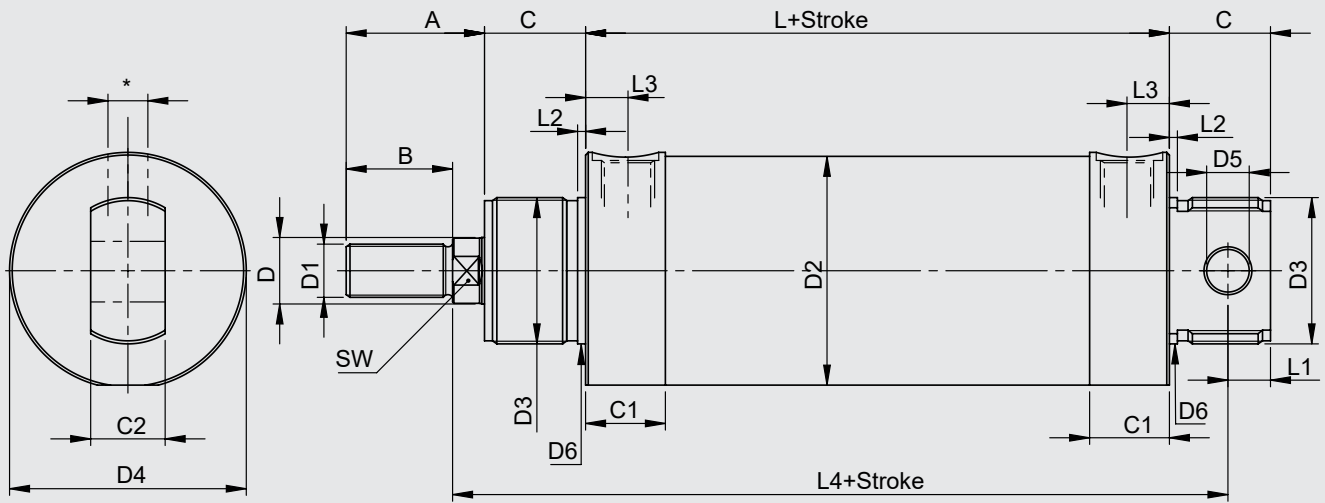 A
C
L+Stroke
C
*
L3
L3
L2
L2
B
D5
D
D1
D2
D3
SW
L1
D3
C1
C1
D6
D6
C2
D4
L4+Stroke